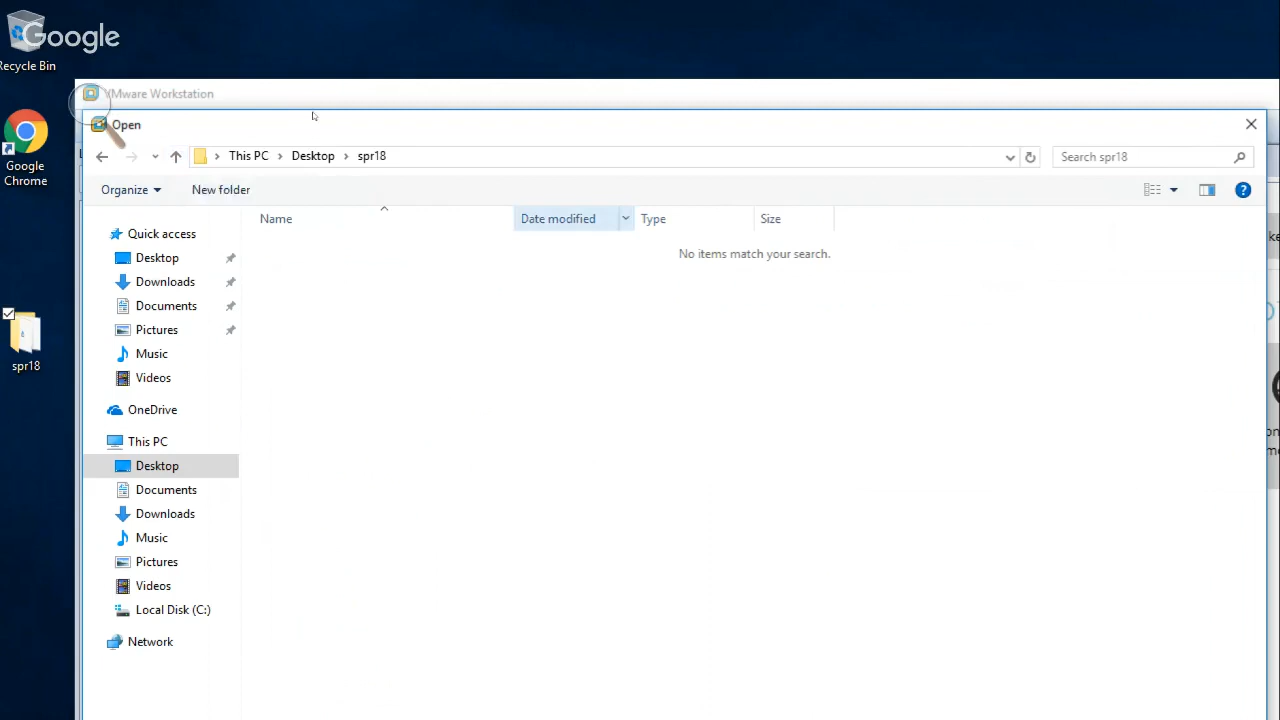 Google
Recycle Bin
Google
Chrome
spr18
VMware Workstation
Open
This PC
Desktop
spr18
Search spr18
Organize
New folder
Name
Date modified
Type
Size
No items match your search.
Quick access
Desktop
Downloads
Documents
Pictures
Music
Videos
OneDrive
This PC
Desktop
Documents
Downloads
Music
Pictures
Videos
Local Disk (C:)
Network